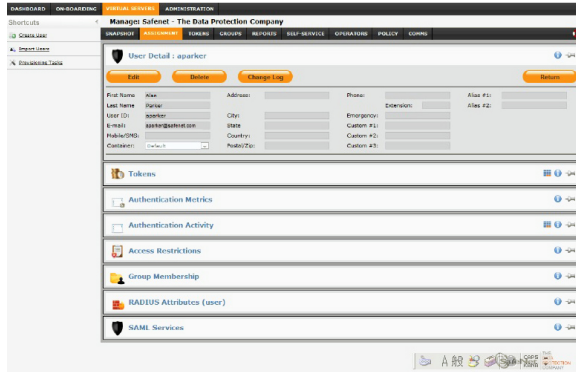 DASHBOARD ON-BOARDING VIRTUAL SERVERS ADMINISTRATION
Shortcuts
Create User
Import Users
Provisioning Tasks
Manage: Safenet - The Data Protection Company
SNAPSHOT ASSIGNMENT TOKENS GROUPS REPORTS SELF-SERVICE OPERATORS POLICY COMMS
User Detail : aparker
Edit Delete Change Log Return
First Name Alan Address: Phone: Alias #1:
Last Name Parker Extension: Alias #2:
User ID: aparker City: Emergency:
E-mail: aparker@safenet.com State Custom #1:
Mobile/SMS: Country: Custom #2:
Container: Default Postal/Zip: Custom #3:
Tokens
Authentication Metrics
Authentication Activity
Access Restrictions
Group Membership
RADIUS Attributes (user)
SAML Services
A 般
CAPS
THE